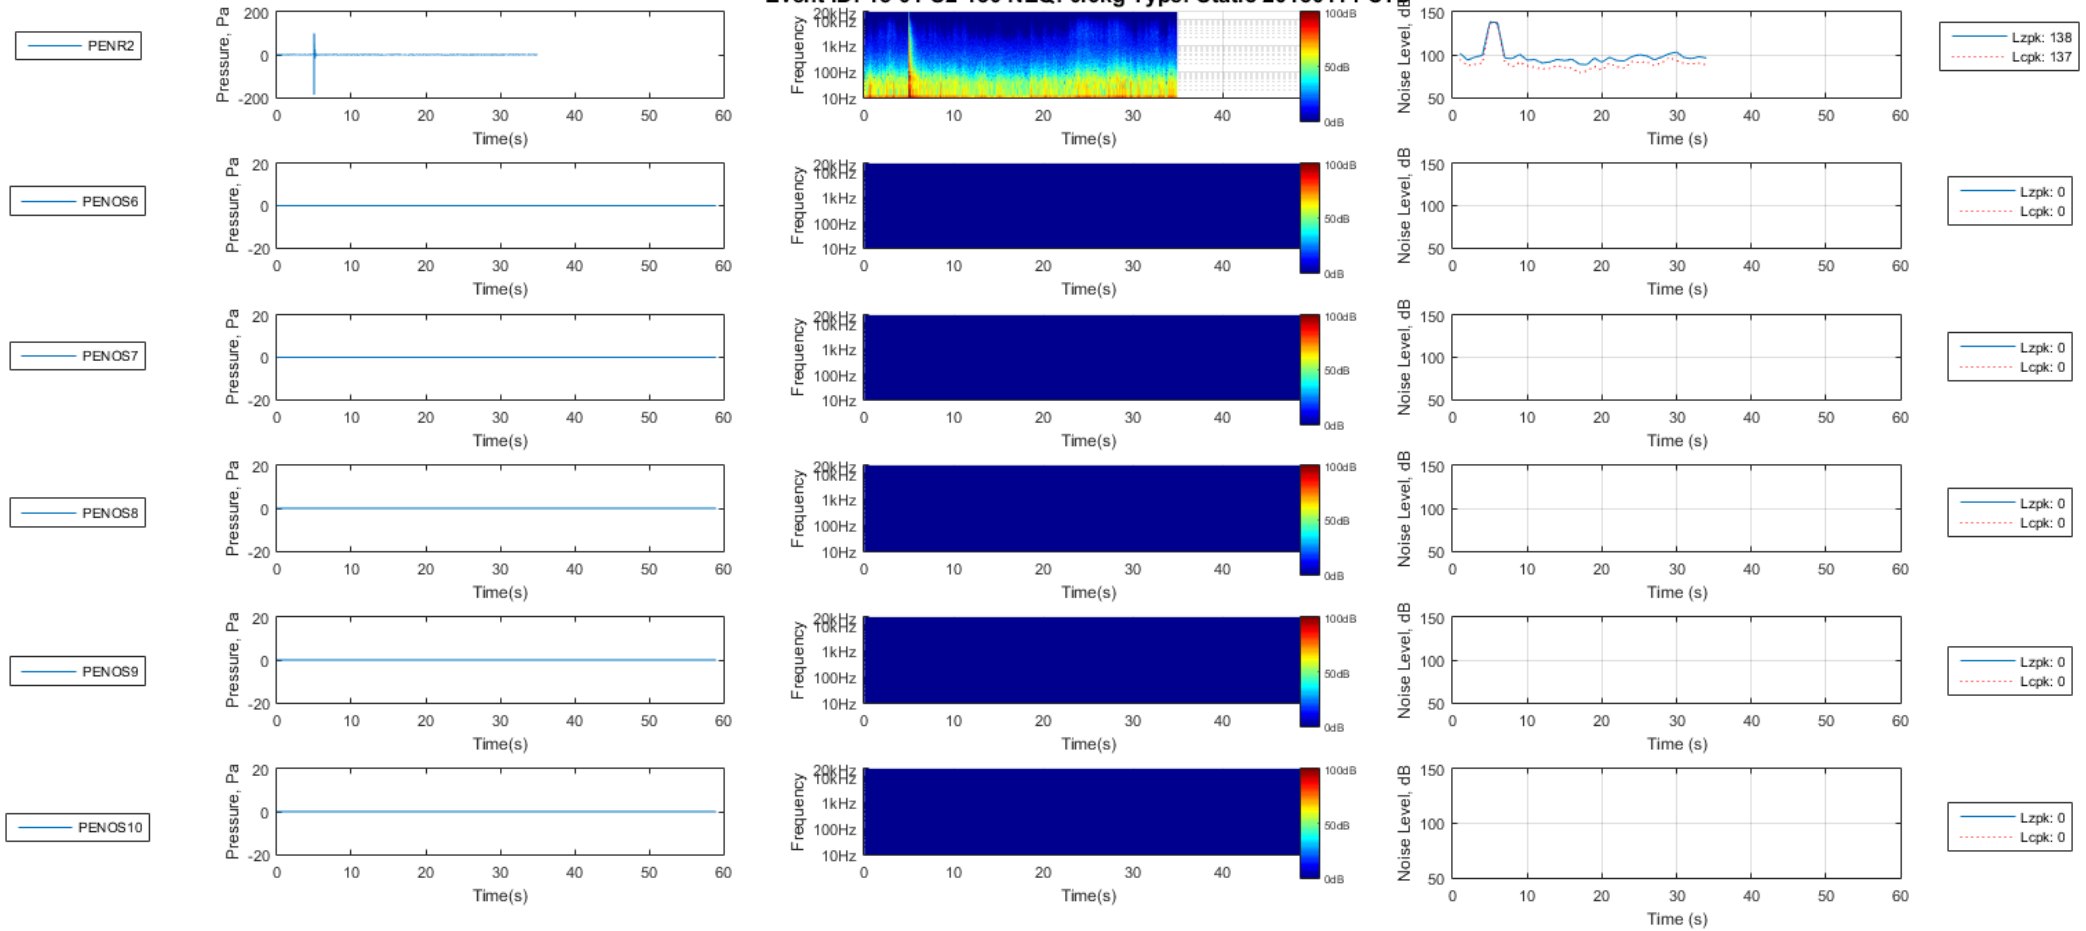 PENR2
Pressure, Pa
200
0
-200
0 10 20 30 40 50 60
Time(s)
Frequency
20kHz
10kHz
1kHz
100Hz
10Hz
0 10 20 30 40
Time(s)
100dB
50dB
0dB
Noise Level, dB
150
100
50
0 10 20 30 40 50 60
Time (s)
Lzpk: 138
Lcpk: 137
PENOS6
Pressure, Pa
20
0
-20
0 10 20 30 40 50 60
Time(s)
Frequency
20kHz
10kHz
1kHz
100Hz
10Hz
0 10 20 30 40
Time(s)
100dB
50dB
0dB
Noise Level, dB
150
100
50
0 10 20 30 40 50 60
Time (s)
Lzpk: 0
Lcpk: 0
PENOS7
Pressure, Pa
20
0
-20
0 10 20 30 40 50 60
Time(s)
Frequency
20kHz
10kHz
1kHz
100Hz
10Hz
0 10 20 30 40
Time(s)
100dB
50dB
0dB
Noise Level, dB
150
100
50
0 10 20 30 40 50 60
Time (s)
Lzpk: 0
Lcpk: 0
PENOS8
Pressure, Pa
20
0
-20
0 10 20 30 40 50 60
Time(s)
Frequency
20kHz
10kHz
1kHz
100Hz
10Hz
0 10 20 30 40
Time(s)
100dB
50dB
0dB
Noise Level, dB
150
100
50
0 10 20 30 40 50 60
Time (s)
Lzpk: 0
Lcpk: 0
PENOS9
Pressure, Pa
20
0
-20
0 10 20 30 40 50 60
Time(s)
Frequency
20kHz
10kHz
1kHz
100Hz
10Hz
0 10 20 30 40
Time(s)
100dB
50dB
0dB
Noise Level, dB
150
100
50
0 10 20 30 40 50 60
Time (s)
Lzpk: 0
Lcpk: 0
PENOS10
Pressure, Pa
20
0
-20
0 10 20 30 40 50 60
Time(s)
Frequency
20kHz
10kHz
1kHz
100Hz
10Hz
0 10 20 30 40
Time(s)
100dB
50dB
0dB
Noise Level, dB
150
100
50
0 10 20 30 40 50 60
Time (s)
Lzpk: 0
Lcpk: 0